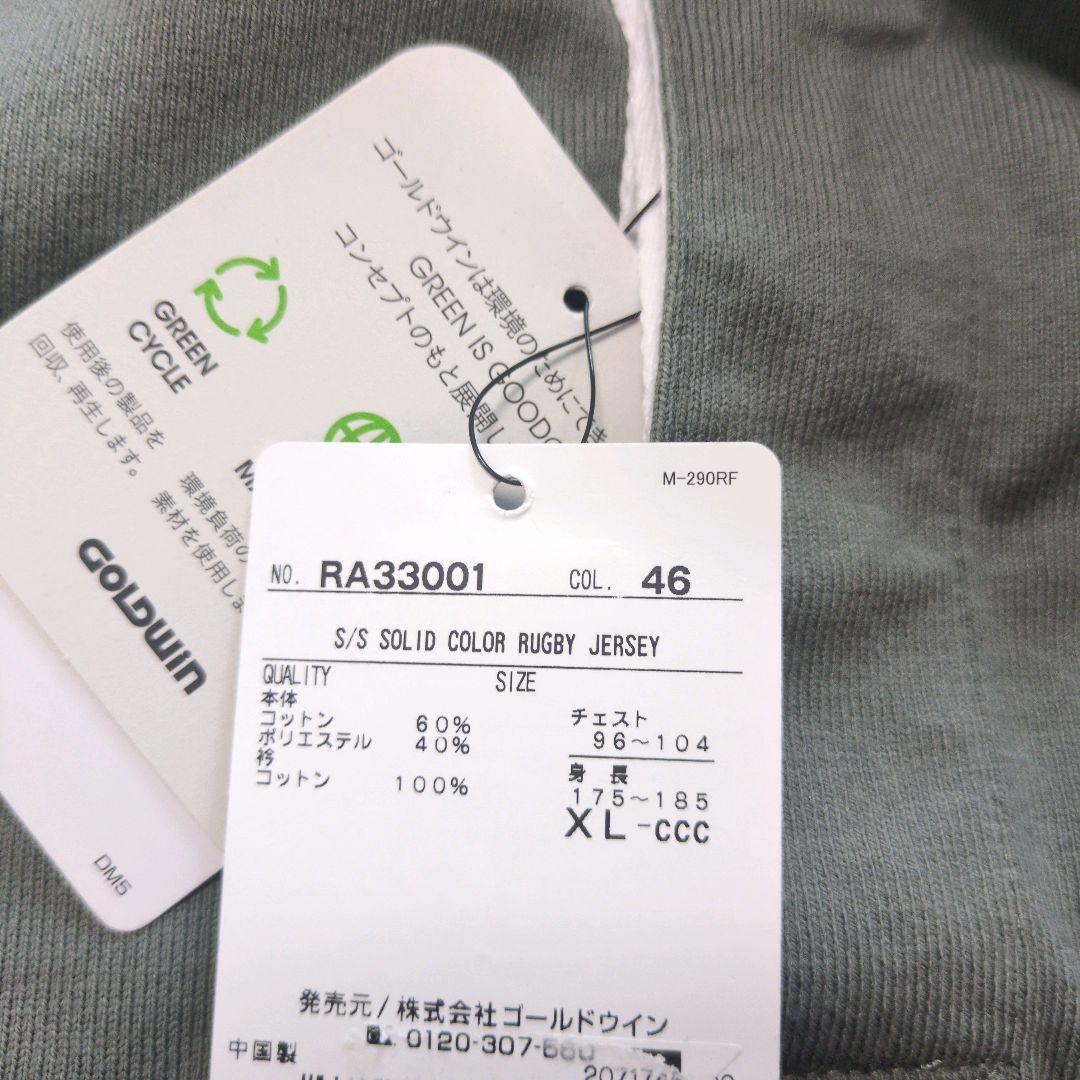 ゴールドウインは環境のためにでき
GREEN IS GOOD
コンセプトのもと展開し
GREEN
CYCLE
使用後の製品を
回収、再生します。
環境負荷の
素材を使用しま
GOLDWIN
DM5
M-290RF
NO. RA33001 COL. 46
S/S SOLID COLOR RUGBY JERSEY
QUALITY SIZE
本体
コットン 60%
ポリエステル 40%
衿
コットン 100%
チェスト
96～104
身 長
175～185
XL-CCC
発売元/株式会社ゴールドウイン
0120-307-560
中国製